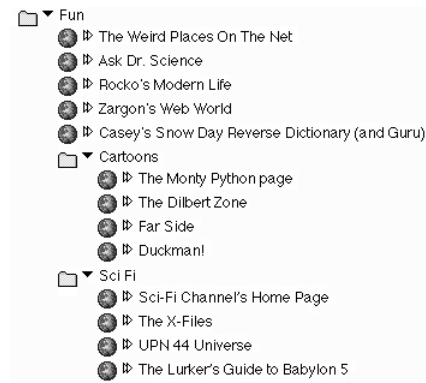 Fun
The Weird Places On The Net
Ask Dr. Science
Rocko's Modern Life
Zargon's Web World
Casey's Snow Day Reverse Dictionary (and Guru)
Cartoons
The Monty Python page
The Dilbert Zone
Far Side
Duckman!
Sci Fi
Sci-Fi Channel's Home Page
The X-Files
UPN 44 Universe
The Lurker's Guide to Babylon 5